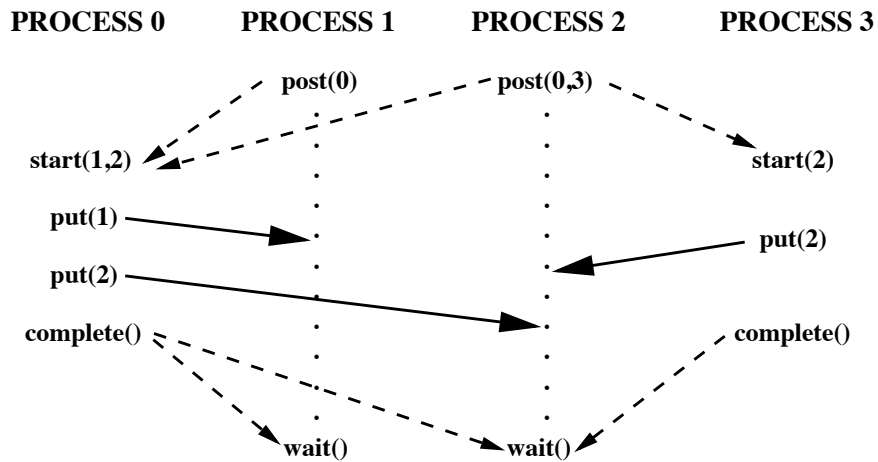 PROCESS 0 PROCESS 1 PROCESS 2 PROCESS 3
post(0) post(0,3)
start(1,2) start(2)
put(1)
put(2)
put(2)
complete() complete()
wait() wait()